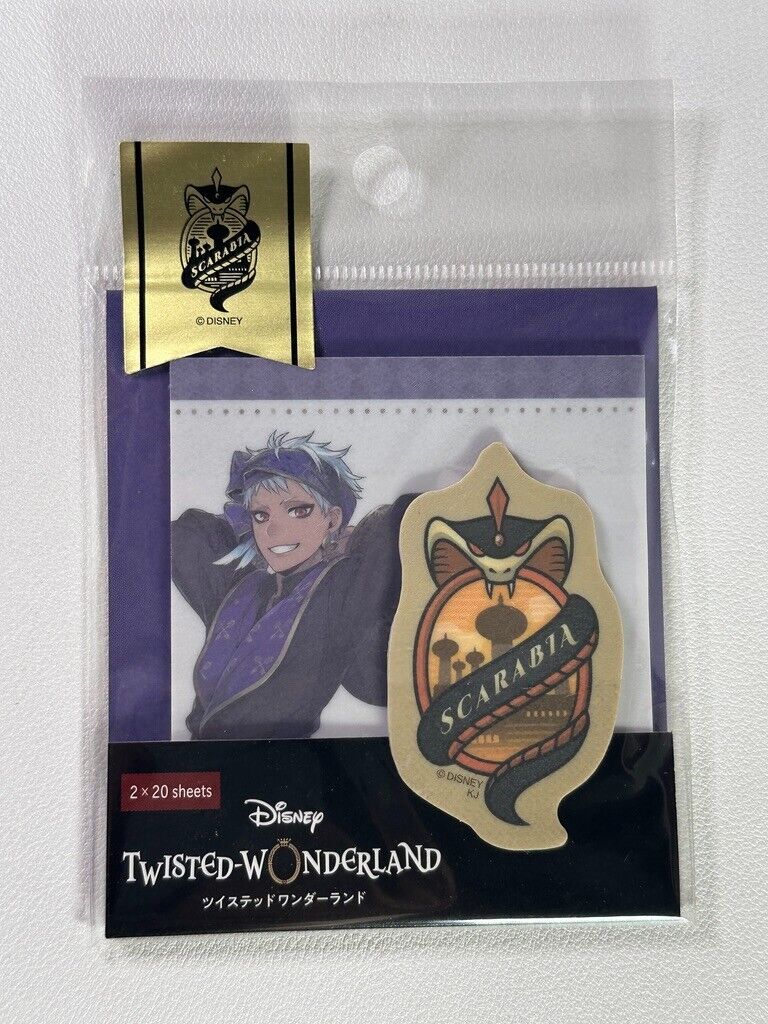 SCARABIA
© DISNEY
SCARABIA
© DISNEY
KJ
2 × 20 sheets
Disney
TWISTED-WONDERLAND
ツイステッドワンダーランド